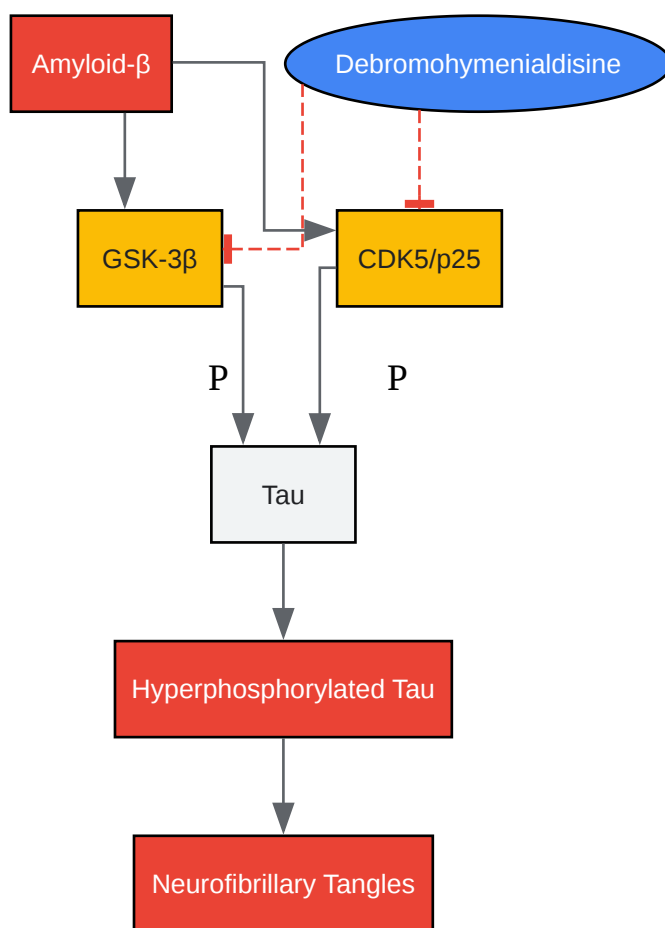 Amyloid-β
Debromohymenialdisine
GSK-3β
CDK5/p25
P
P
Tau
Hyperphosphorylated Tau
Neurofibrillary Tangles